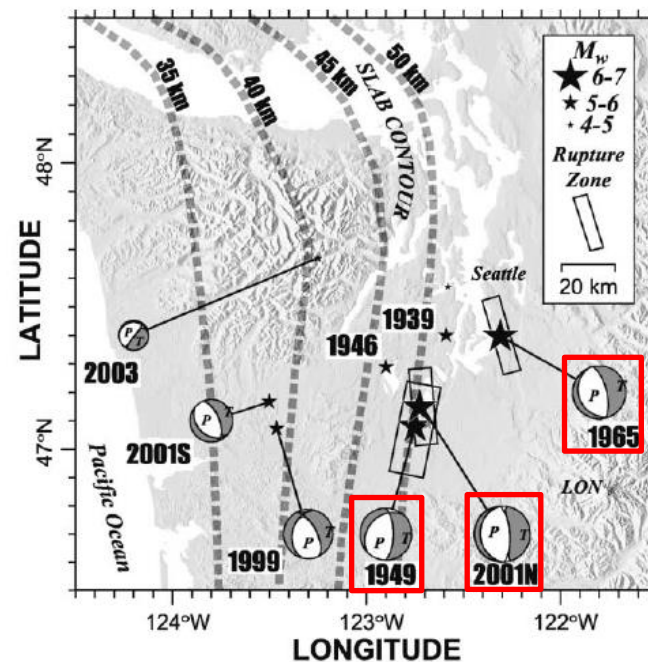 35 km
40 km
45 km
50 km
SLAB CONTOUR
Mw
6-7
5-6
4-5
Rupture
Zone
20 km
48°N
LATITUDE
Seattle
1939
1946
P
T
2003
P
T
2001S
47°N
P
T
1965
LON
Pacific Ocean
P
T
1999
P
T
1949
P
T
2001N
124°W
123°W
122°W
LONGITUDE